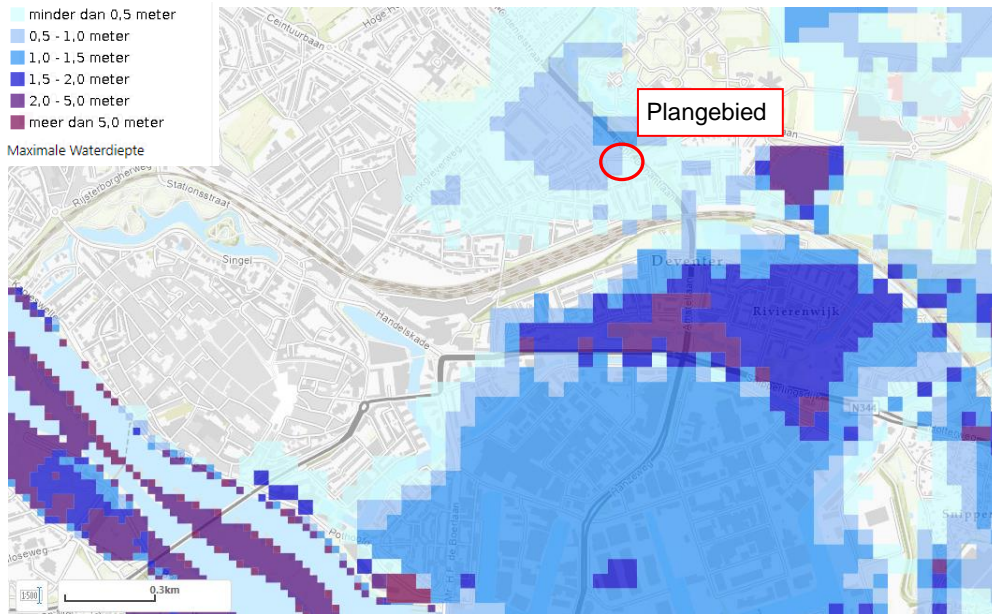 minder dan 0,5 meter
0,5 - 1,0 meter
1,0 - 1,5 meter
1,5 - 2,0 meter
2,0 - 5,0 meter
meer dan 5,0 meter
Maximale Waterdiepte
Ceintuurbaan
Hoge
Plangebied
Rijsterborgherweg
Stationsstraat
Singel
Deventer
Rivierenwijk
Handelskade
N344
Snipper
Pothoo
0.3km